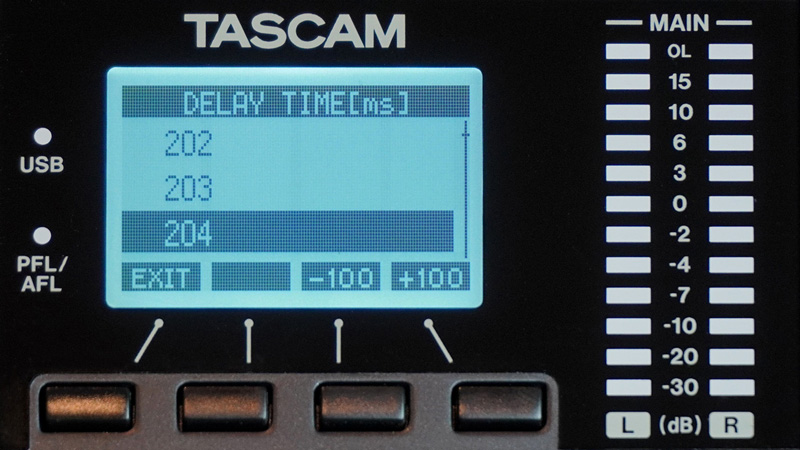 TASCAM
DELAY TIME[ms]
202
203
204
EXIT -100 +100
USB
PFL/
AFL
MAIN
OL
15
10
6
3
0
-2
-4
-7
-10
-20
-30
L (dB) R